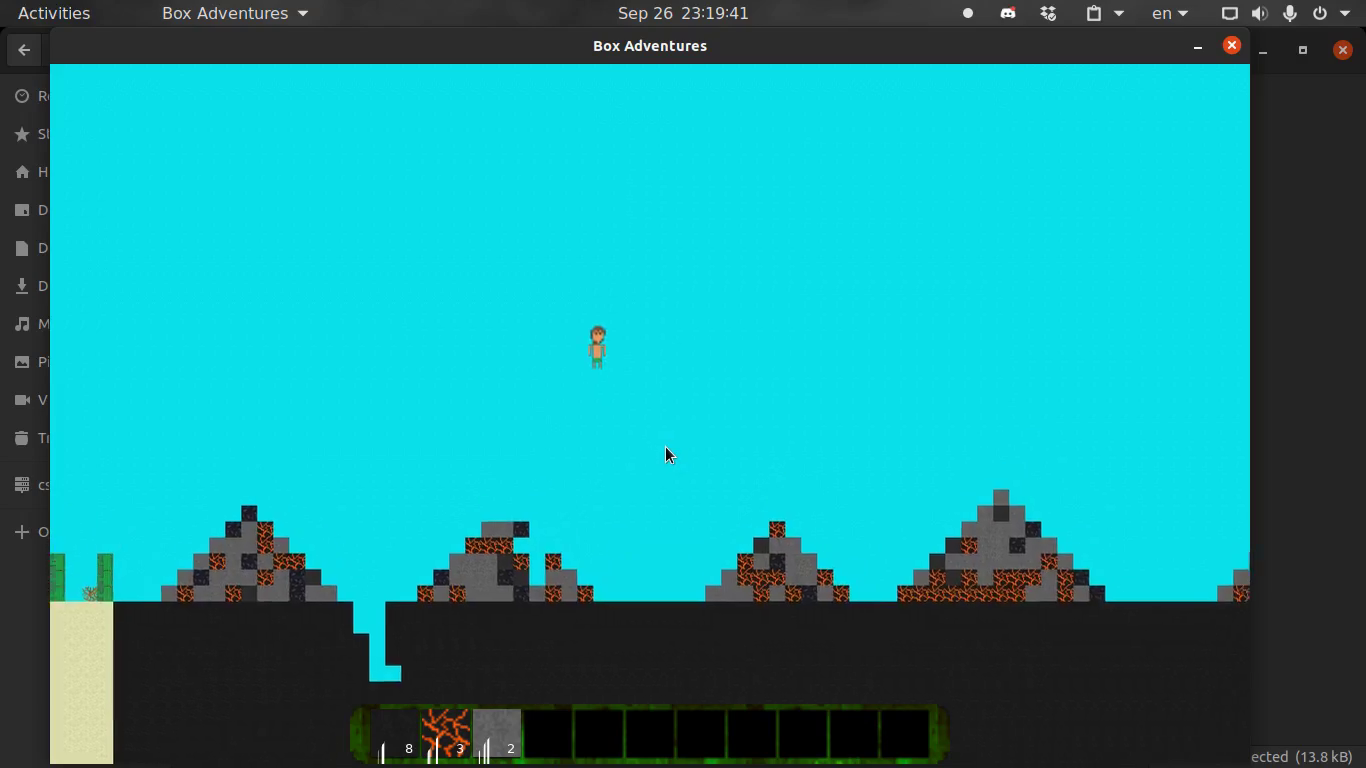 Activities
Box Adventures
Sep 26 23:19:41
en
Box Adventures
8
3
2
ected (13.8 kB)